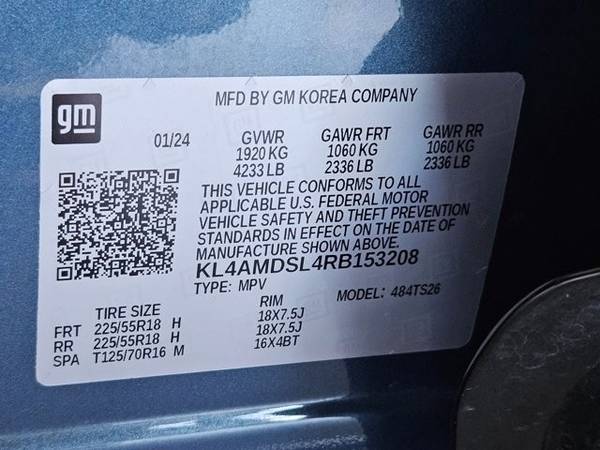 gm
MFD BY GM KOREA COMPANY
01/24 GVWR GAWR FRT GAWR RR
1920 KG 1060 KG 1060 KG
4233 LB 2336 LB 2336 LB
THIS VEHICLE CONFORMS TO ALL
APPLICABLE U.S. FEDERAL MOTOR
VEHICLE SAFETY AND THEFT PREVENTION
STANDARDS IN EFFECT ON THE DATE OF
MANUFACTURE SHOWN ABOVE.
KL4AMDSL4RB153208
TYPE: MPV MODEL: 484TS26
TIRE SIZE RIM
FRT 225/55R18 H 18X7.5J
RR 225/55R18 H 18X7.5J
SPA T125/70R16 M 16X4BT